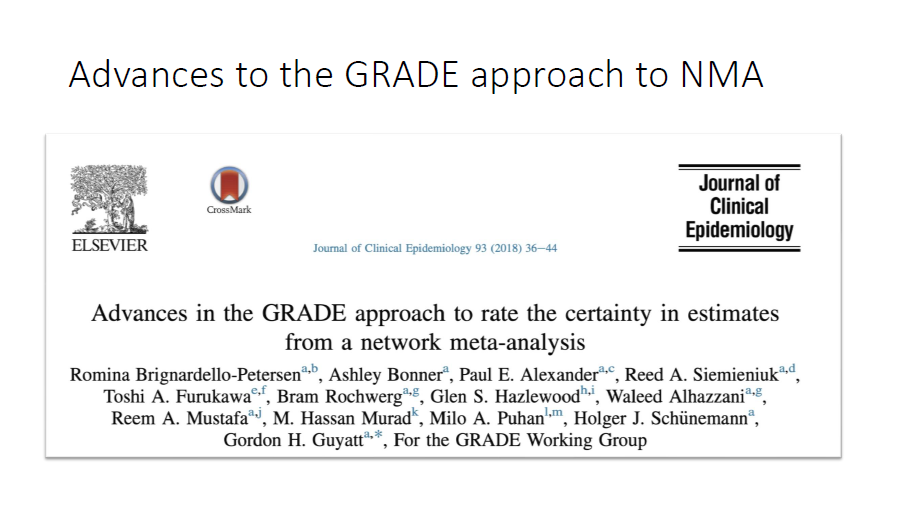 Advances to the GRADE approach to NMA
ELSEVIER
CrossMark
Journal of Clinical Epidemiology 93 (2018) 36–44
Journal of
Clinical
Epidemiology
Advances in the GRADE approach to rate the certainty in estimates
from a network meta-analysis
Romina Brignardello-Petersen^a,b, Ashley Bonner^a, Paul E. Alexander^a,c, Reed A. Siemieniuk^a,d,
Toshi A. Furukawa^e,f, Bram Rochwerg^a,g, Glen S. Hazlewood^h,i, Waleed Alhazzani^a,g,
Reem A. Mustafa^a,j, M. Hassan Murad^k, Milo A. Puhan^l,m, Holger J. Schünemann^a,
Gordon H. Guyatt^a,*, For the GRADE Working Group